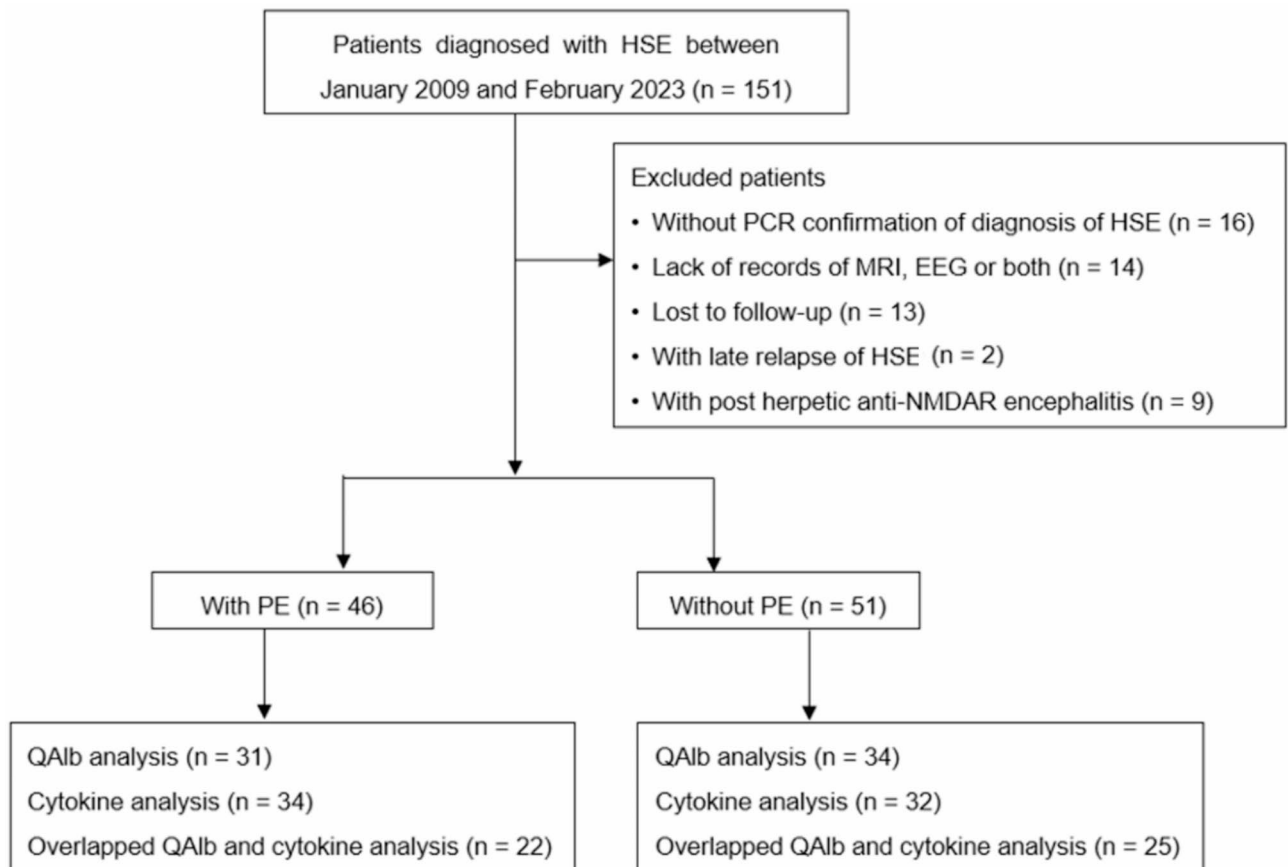 Patients diagnosed with HSE between
January 2009 and February 2023 (n = 151)
Excluded patients
• Without PCR confirmation of diagnosis of HSE (n = 16)
• Lack of records of MRI, EEG or both (n = 14)
• Lost to follow-up (n = 13)
• With late relapse of HSE (n = 2)
• With post herpetic anti-NMDAR encephalitis (n = 9)
With PE (n = 46)
Without PE (n = 51)
QAlb analysis (n = 31)
Cytokine analysis (n = 34)
Overlapped QAlb and cytokine analysis (n = 22)
QAlb analysis (n = 34)
Cytokine analysis (n = 32)
Overlapped QAlb and cytokine analysis (n = 25)